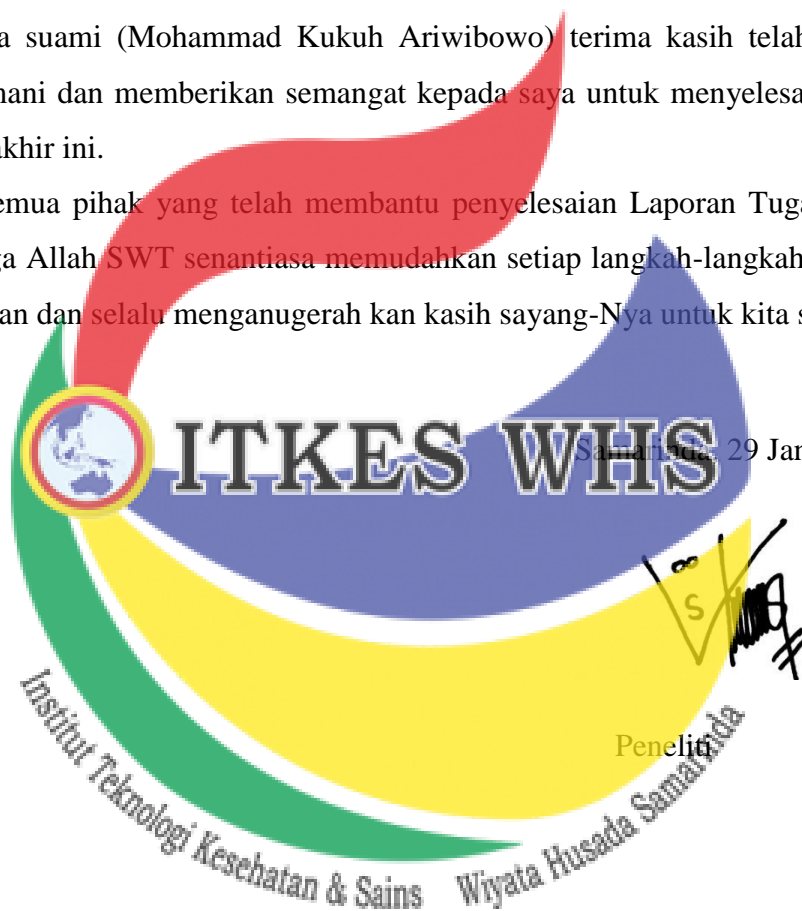 a suami (Mohammad Kukuh Ariwibowo) terima kasih telah
nani dan memberikan semangat kepada saya untuk menyelesa
akhir ini.
emua pihak yang telah membantu penyelesaian Laporan Tuga
ga Allah SWT senantiasa memudahkan setiap langkah-langkah
an dan selalu menganugerah kan kasih sayang-Nya untuk kita s
ITKES WHS
Samarinda, 29 Jan
Peneliti
Institut Teknologi Kesehatan & Sains Wiyata Husada Samarinda